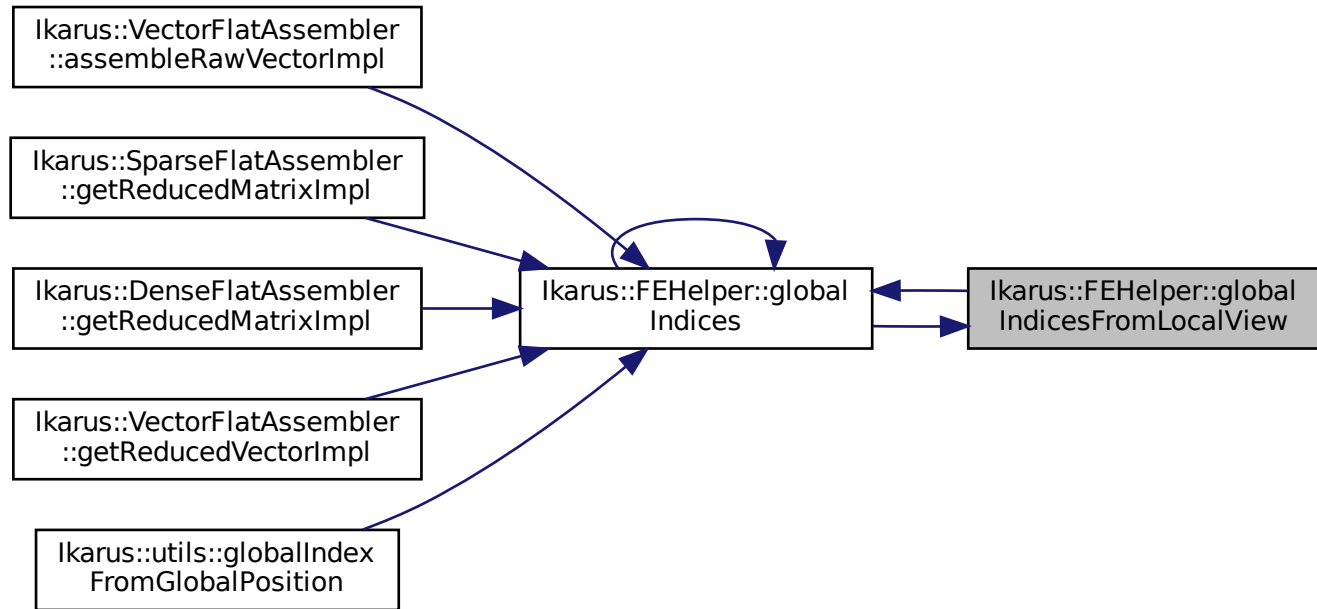 Ikarus::VectorFlatAssembler
::assembleRawVectorImpl
Ikarus::SparseFlatAssembler
::getReducedMatrixImpl
Ikarus::DenseFlatAssembler
::getReducedMatrixImpl
Ikarus::VectorFlatAssembler
::getReducedVectorImpl
Ikarus::utils::globalIndex
FromGlobalPosition
Ikarus::FEHelper::global
Indices
Ikarus::FEHelper::global
IndicesFromLocalView